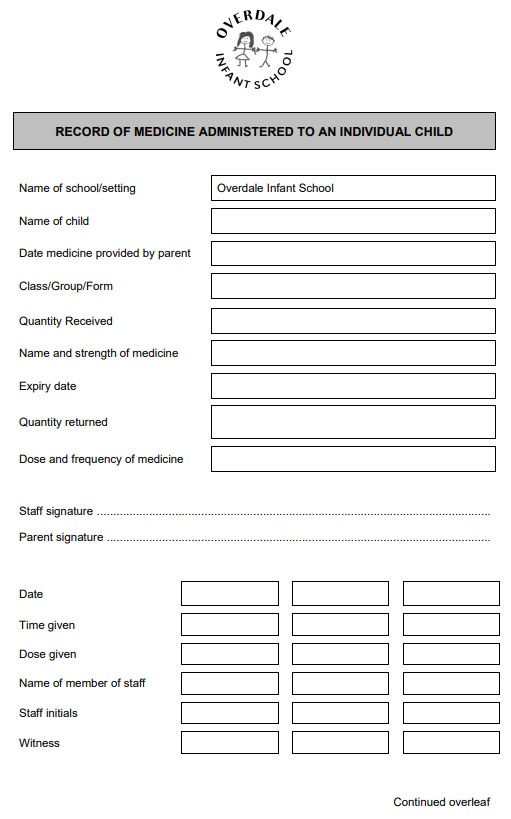 OVERDALE
INFANT SCHOOL
RECORD OF MEDICINE ADMINISTERED TO AN INDIVIDUAL CHILD
Name of school/setting Overdale Infant School
Name of child
Date medicine provided by parent
Class/Group/Form
Quantity Received
Name and strength of medicine
Expiry date
Quantity returned
Dose and frequency of medicine
Staff signature ........................................................................................................................
Parent signature .....................................................................................................................
Date
Time given
Dose given
Name of member of staff
Staff initials
Witness
Continued overleaf